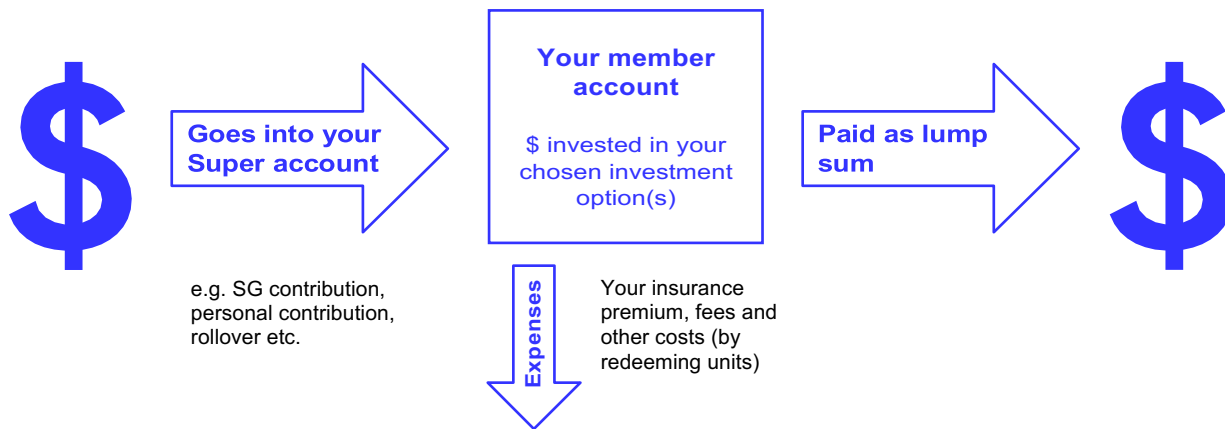 $
Goes into your
Super account
e.g. SG contribution,
personal contribution,
rollover etc.
Your member
account
$ invested in your
chosen investment
option(s)
Expenses
Your insurance
premium, fees and
other costs (by
redeeming units)
Paid as lump
sum
$